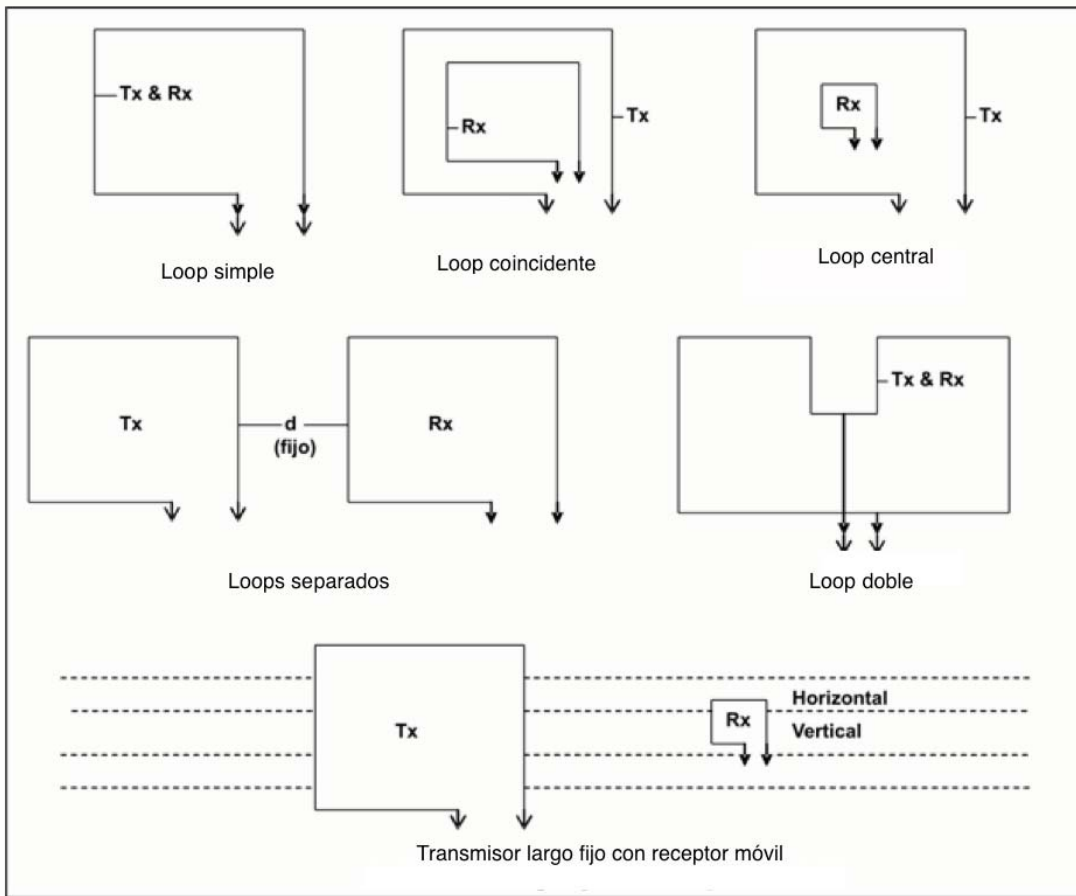 Tx & Rx
Rx
Tx
Rx
Tx
Loop simple
Loop coincidente
Loop central
Tx
d
(fijo)
Rx
Tx & Rx
Loops separados
Loop doble
Tx
Rx
Horizontal
Vertical
Transmisor largo fijo con receptor móvil